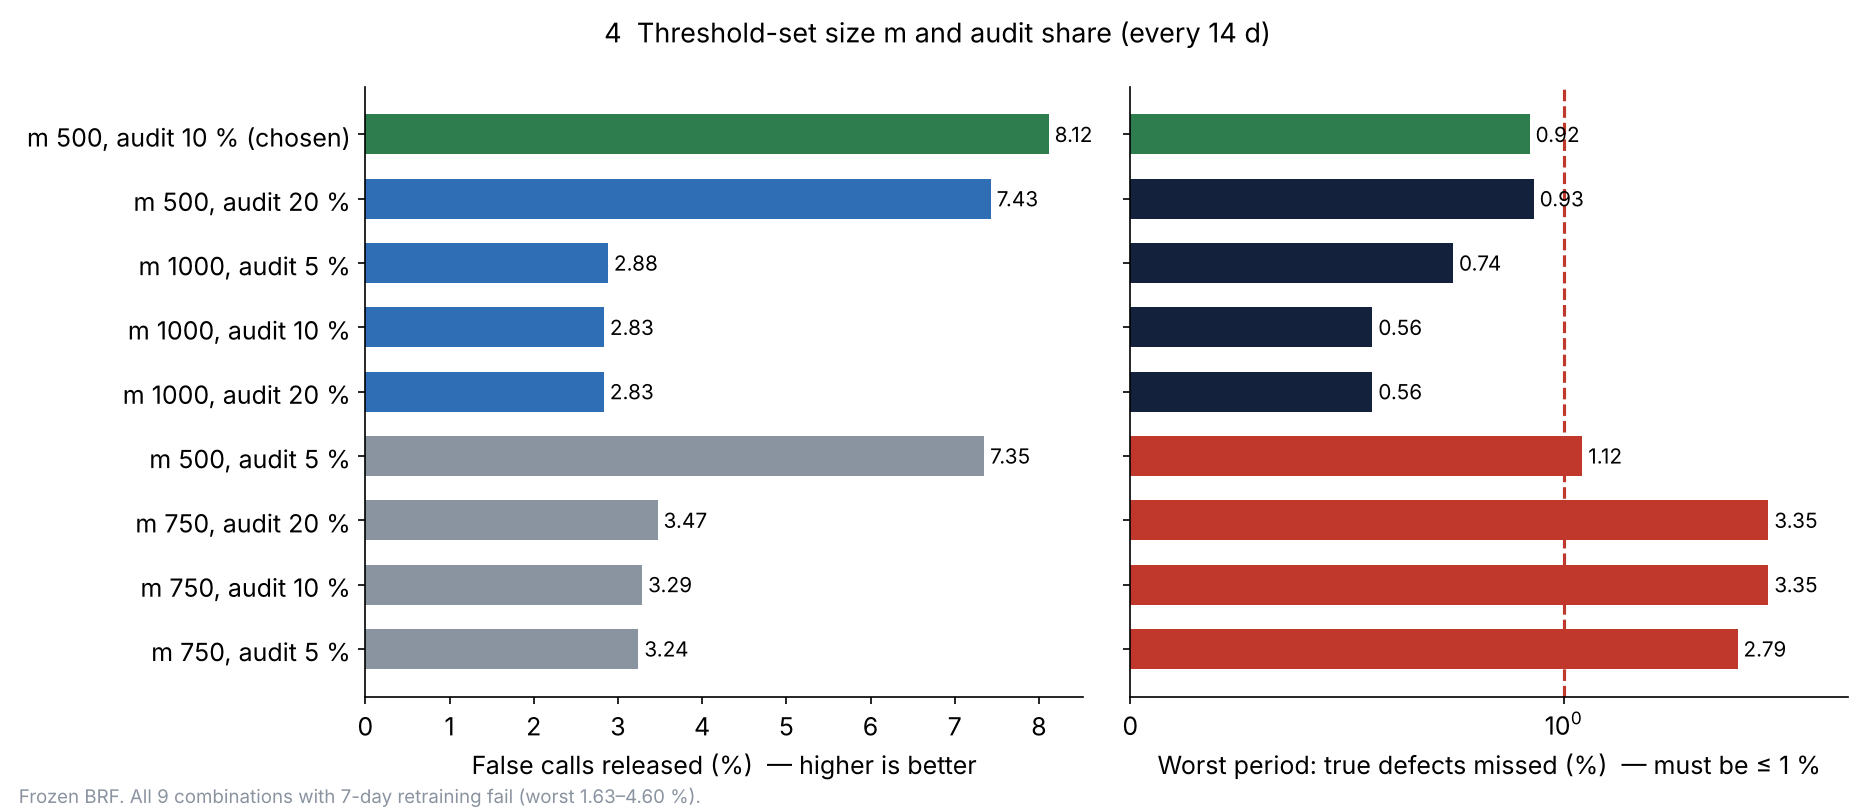 4 Threshold-set size m and audit share (every 14 d)
m 500, audit 10 % (chosen) 8.12 0.92
m 500, audit 20 % 7.43 0.93
m 1000, audit 5 % 2.88 0.74
m 1000, audit 10 % 2.83 0.56
m 1000, audit 20 % 2.83 0.56
m 500, audit 5 % 7.35 1.12
m 750, audit 20 % 3.47 3.35
m 750, audit 10 % 3.29 3.35
m 750, audit 5 % 3.24 2.79
0 1 2 3 4 5 6 7 8 0 10⁰
False calls released (%) — higher is better Worst period: true defects missed (%) — must be ≤ 1 %
Frozen BRF. All 9 combinations with 7-day retraining fail (worst 1.63–4.60 %).